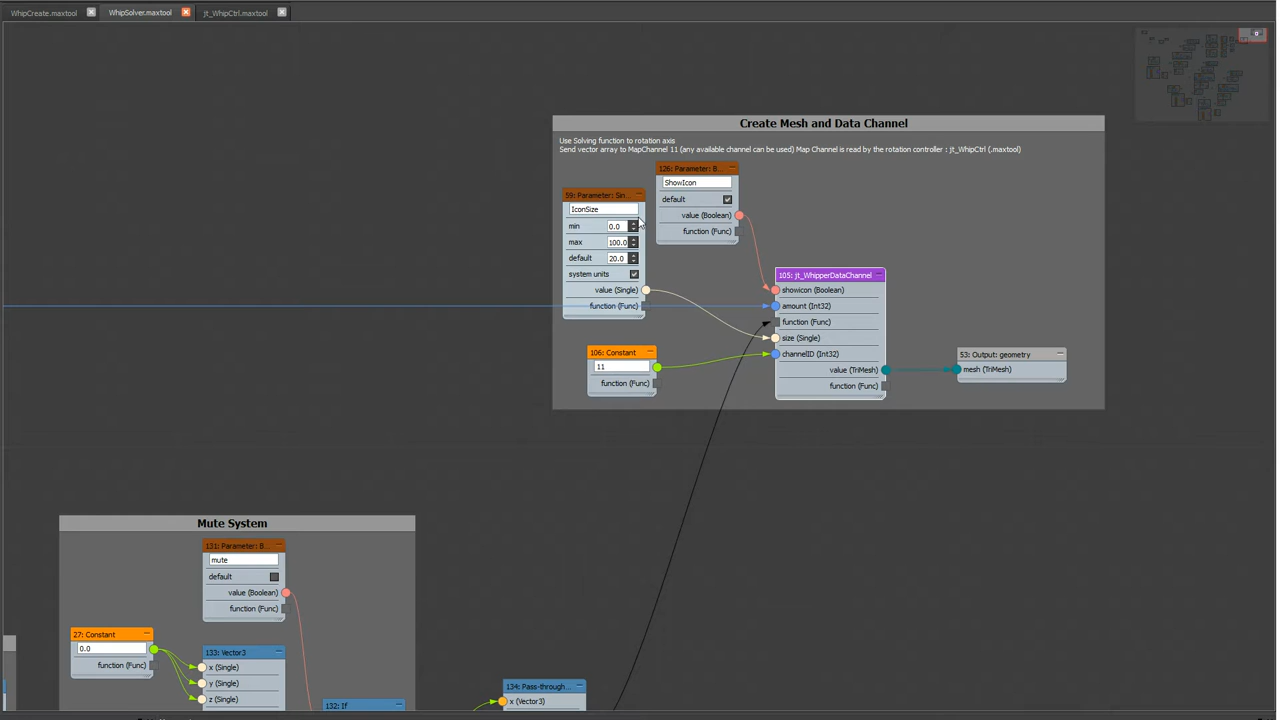 WhipCreate.maxtool
WhipSolver.maxtool
jt_WhipCtrl.maxtool
Create Mesh and Data Channel
Use Solving function to rotation axis
Send vector array to MapChannel 11 (any available channel can be used) Map Channel is read by the rotation controller : jt_WhipCtrl (.maxtool)
126: Parameter: B...
ShowIcon
default
value (Boolean)
function (Func)
59: Parameter: Sin...
IconSize
min 0.0
max 100.0
default 20.0
system units
value (Single)
function (Func)
105: jt_WhipperDataChannel
showicon (Boolean)
amount (Int32)
function (Func)
size (Single)
channelID (Int32)
value (TriMesh)
function (Func)
106: Constant
11
function (Func)
53: Output: geometry
mesh (TriMesh)
Mute System
131: Parameter: B...
mute
default
value (Boolean)
function (Func)
27: Constant
0.0
function (Func)
133: Vector3
x (Single)
y (Single)
z (Single)
132: If
134: Pass-through...
x (Vector3)